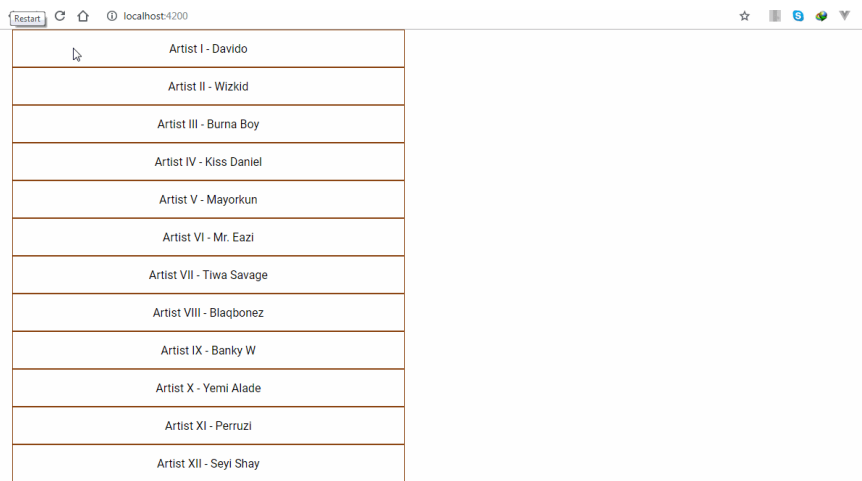 Restart
localhost:4200
Artist I - Davido
Artist II - Wizkid
Artist III - Burna Boy
Artist IV - Kiss Daniel
Artist V - Mayorkun
Artist VI - Mr. Eazi
Artist VII - Tiwa Savage
Artist VIII - Blaqbonez
Artist IX - Banky W
Artist X - Yemi Alade
Artist XI - Perruzi
Artist XII - Seyi Shay